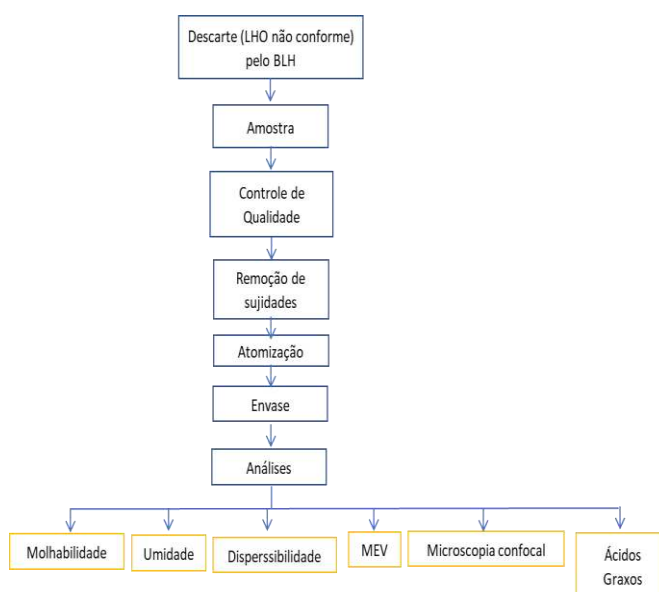 Descarte (LHO não conforme)
pelo BLH
Amostra
Controle de
Qualidade
Remoção de
sujidades
Atomização
Envase
Análises
Molhabilidade
Umidade
Disperssibilidade
MEV
Microscopia confocal
Ácidos
Graxos